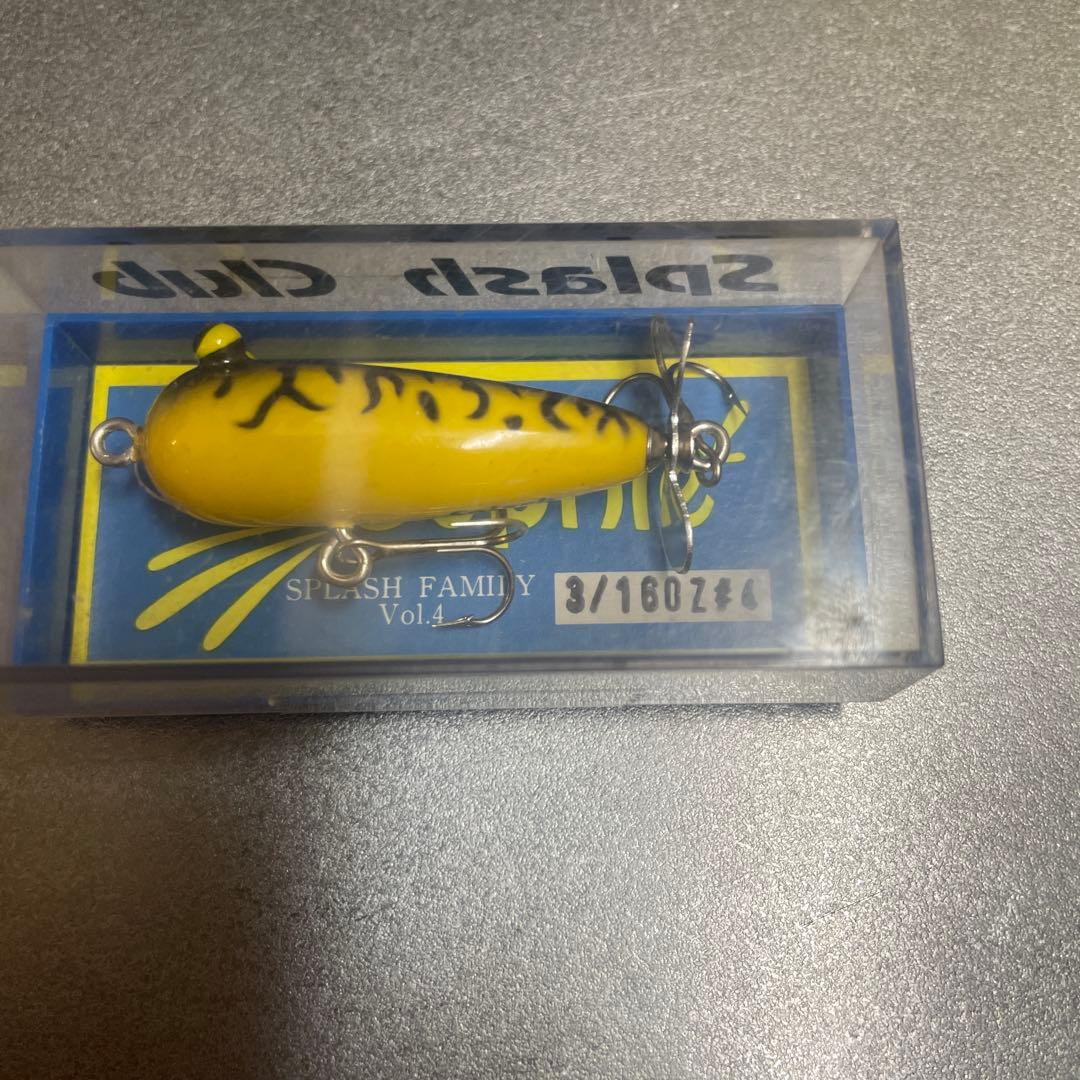 Splash Club
SPLASH FAMILY
Vol.4
3/16OZ#4